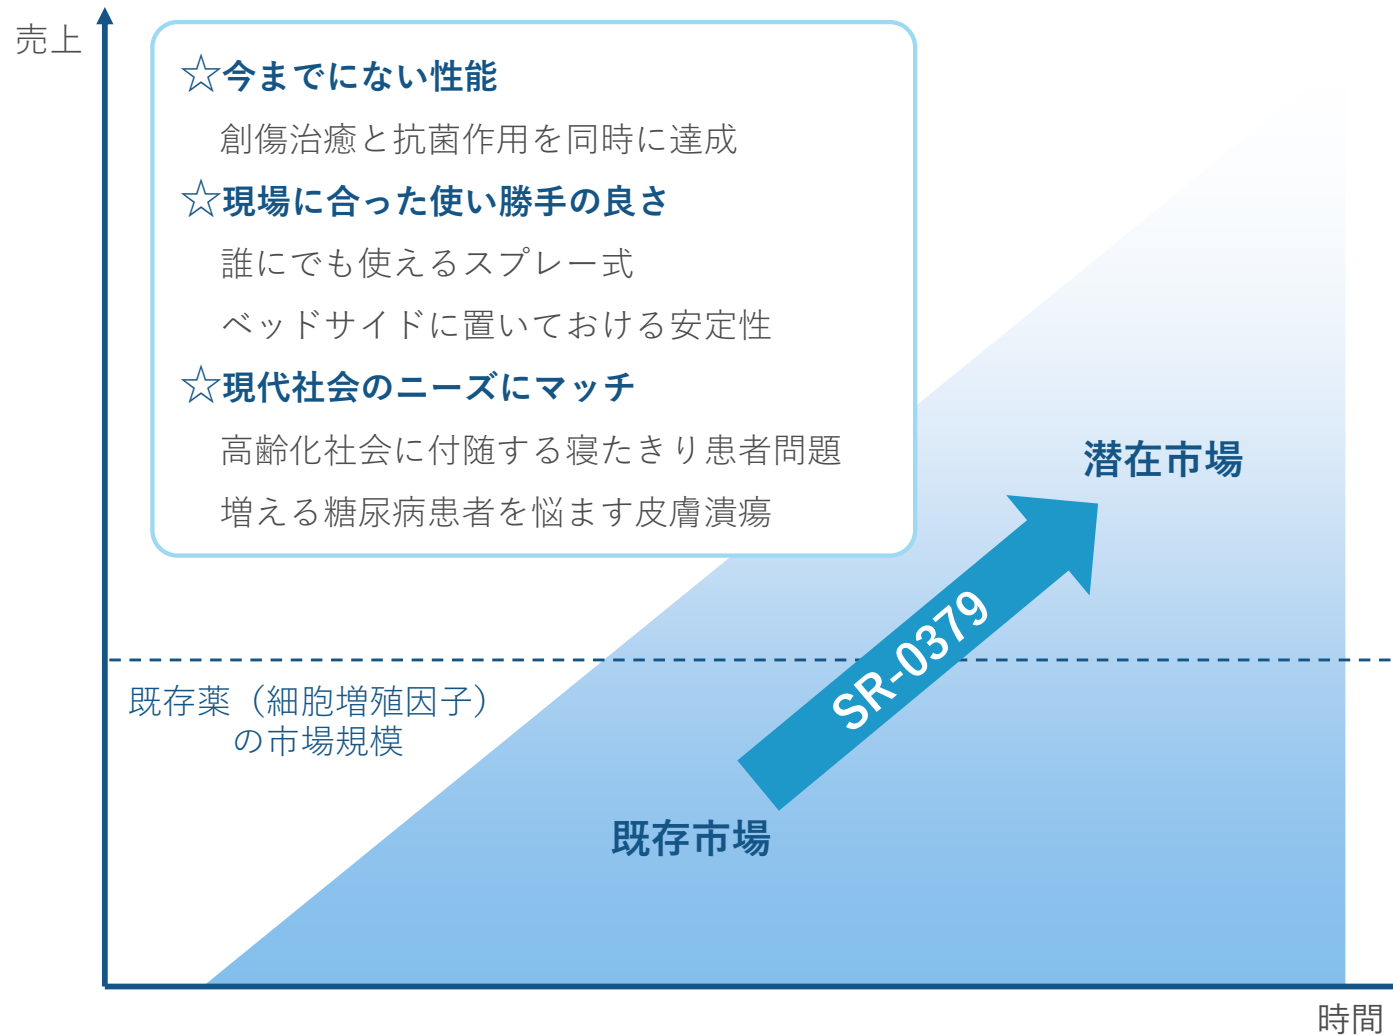 売上
☆今までにない性能
創傷治癒と抗菌作用を同時に達成
☆現場に合った使い勝手の良さ
誰にでも使えるスプレー式
ベッドサイドに置いておける安定性
☆現代社会のニーズにマッチ
高齢化社会に付随する寝たきり患者問題
増える糖尿病患者を悩ます皮膚潰瘍
潜在市場
SR-0379
既存薬（細胞増殖因子）
の市場規模
既存市場
時間